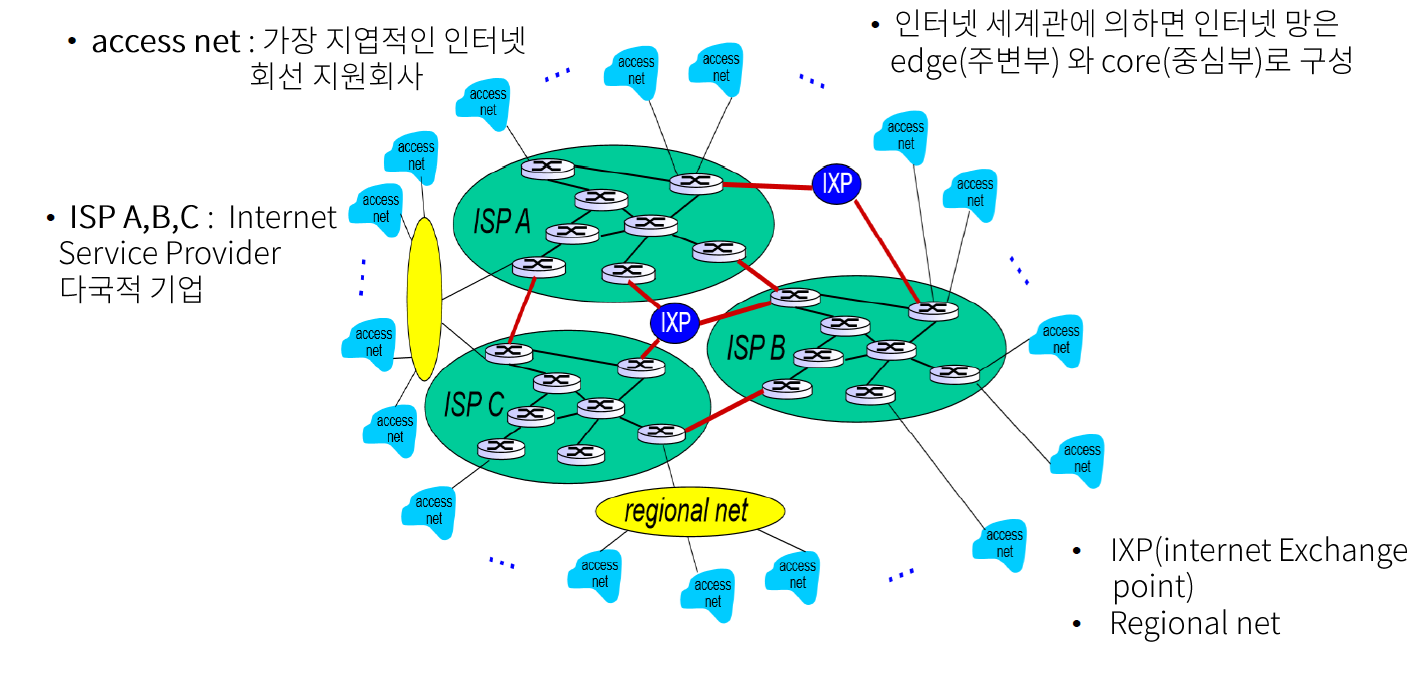 • access net : 가장 지엽적인 인터넷
회선 지원회사
• 인터넷 세계관에 의하면 인터넷 망은
edge(주변부) 와 core(중심부)로 구성
• ISP A,B,C : Internet
Service Provider
다국적 기업
access
net
access
net
access
net
access
net
access
net
access
net
access
net
access
net
access
net
access
net
access
net
access
net
access
net
access
net
access
net
access
net
ISP A
IXP
IXP
ISP B
ISP C
regional net
• IXP(internet Exchange
point)
• Regional net